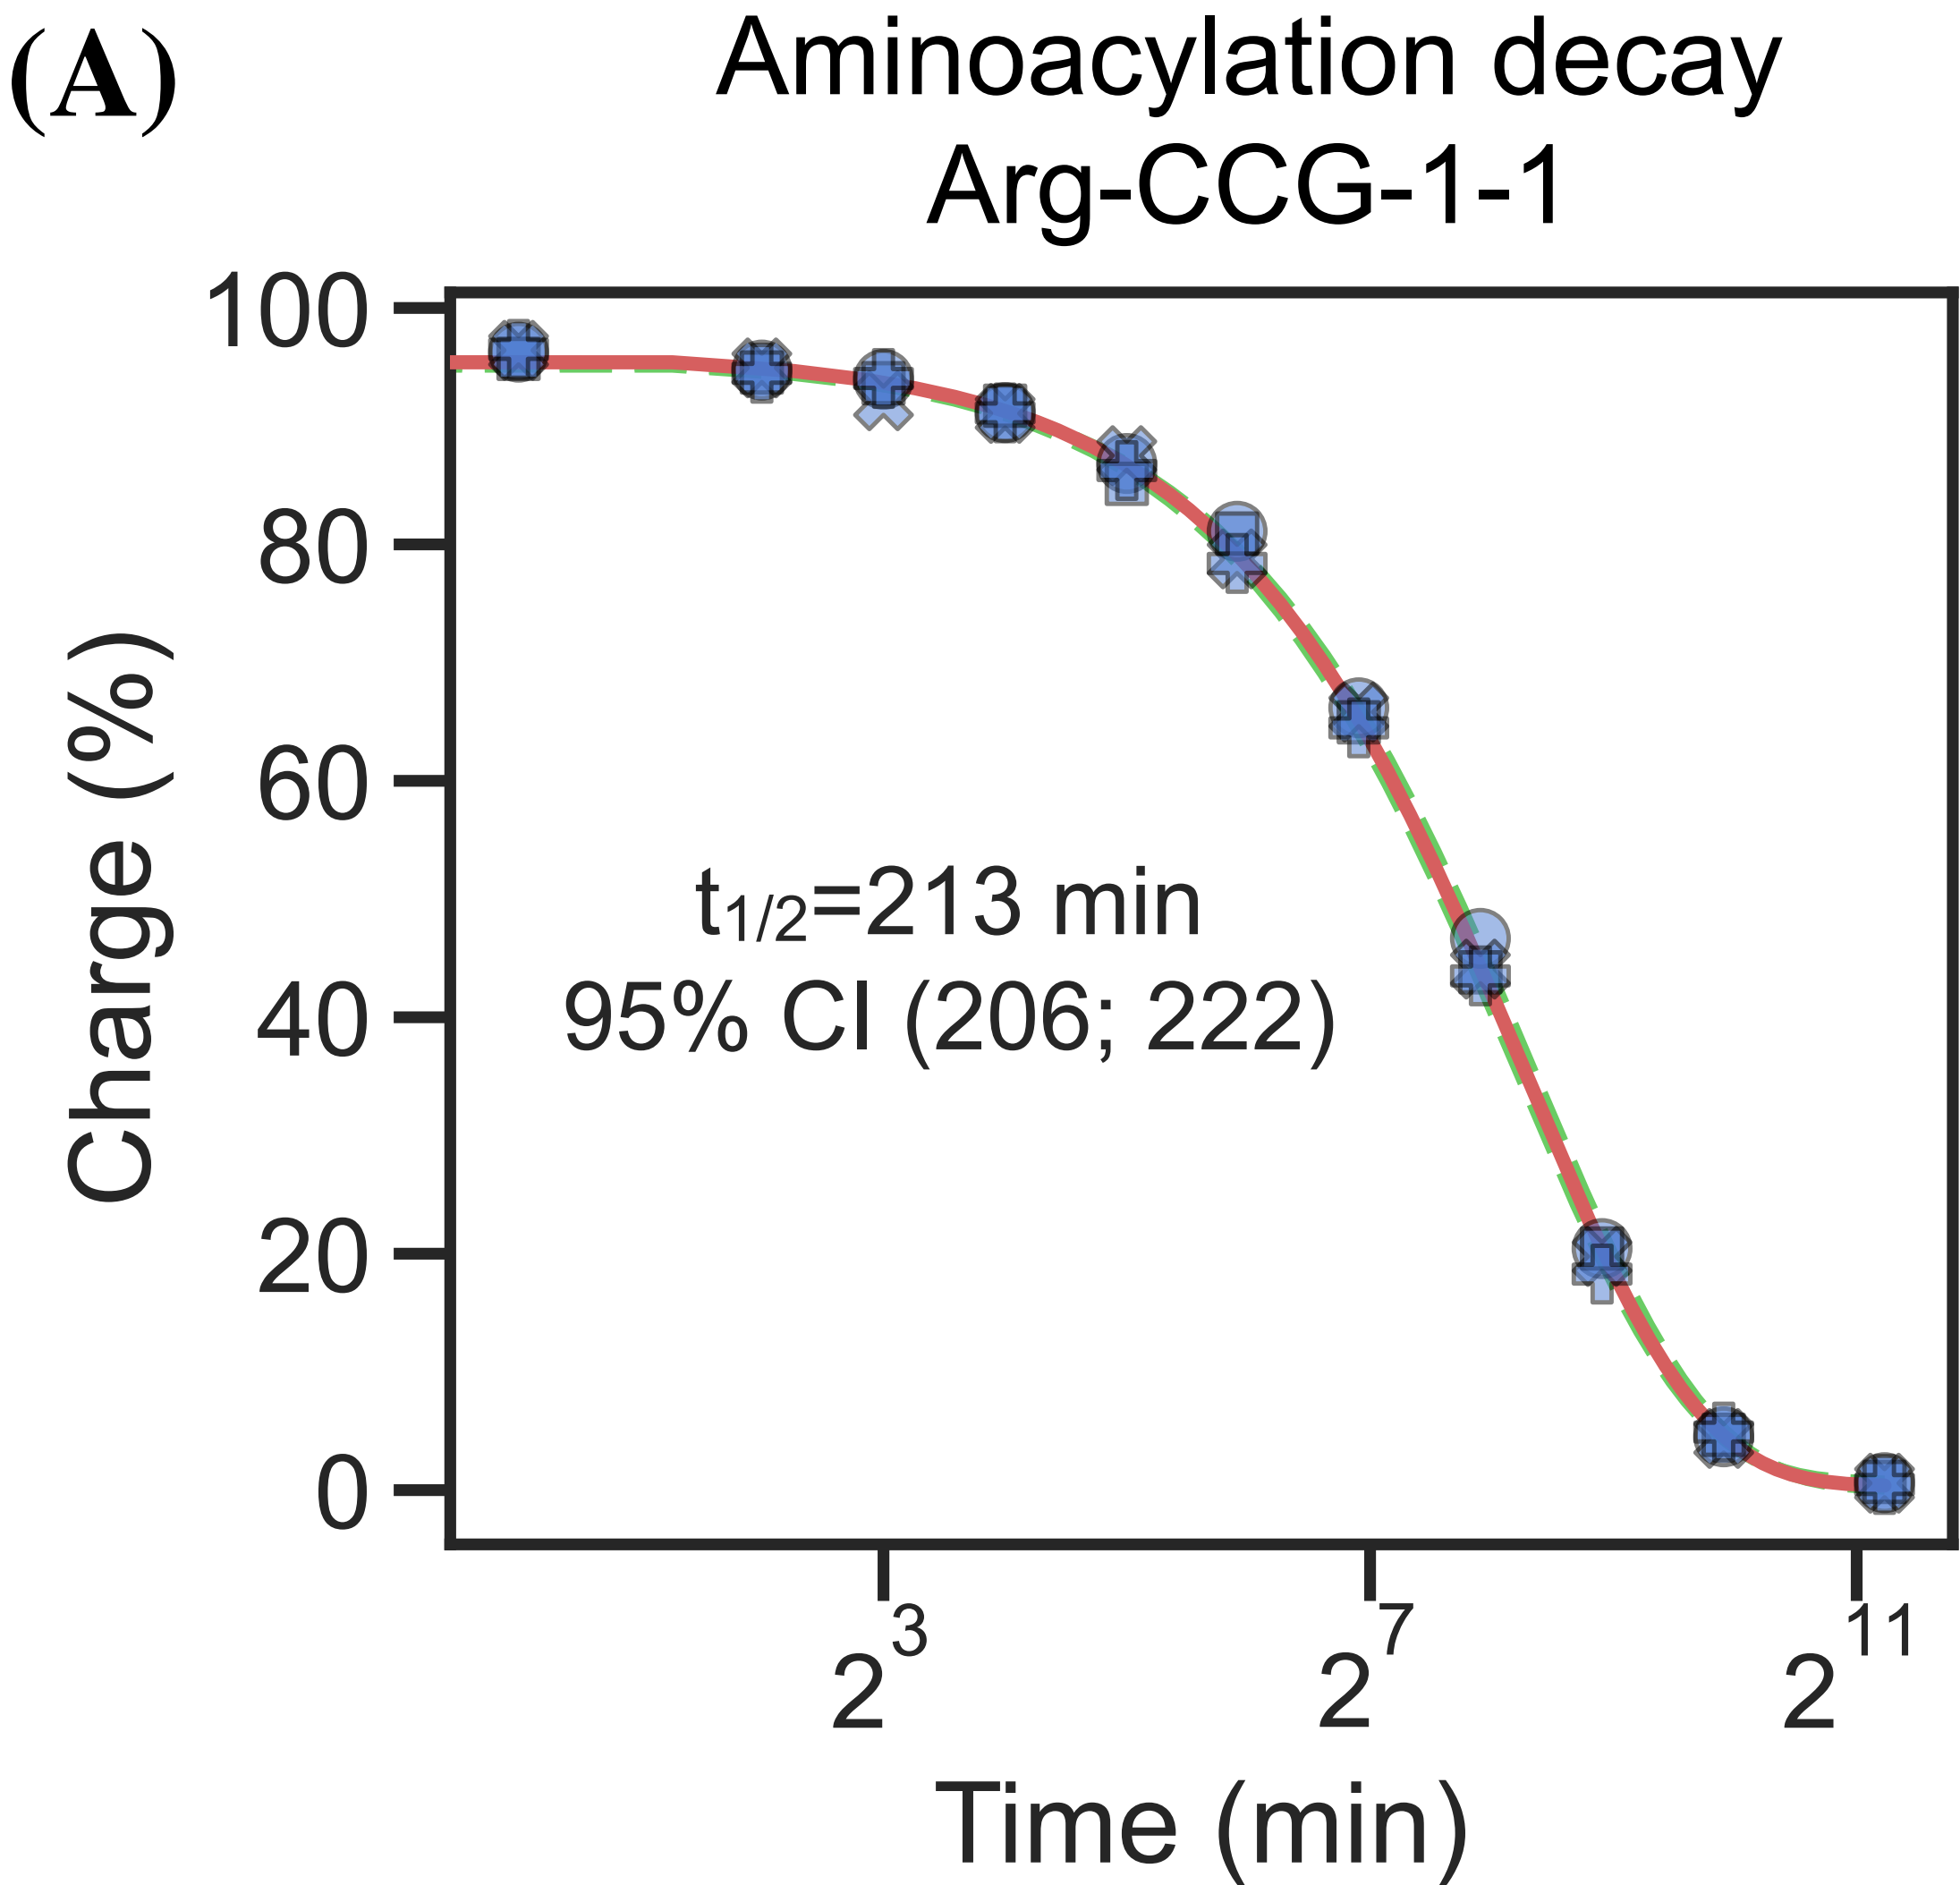 (A)
Aminoacylation decay
Arg-CCG-1-1
100
80
60
40
20
0
Charge (%)
t1/2=213 min
95% CI (206; 222)
2^3
2^7
2^11
Time (min)